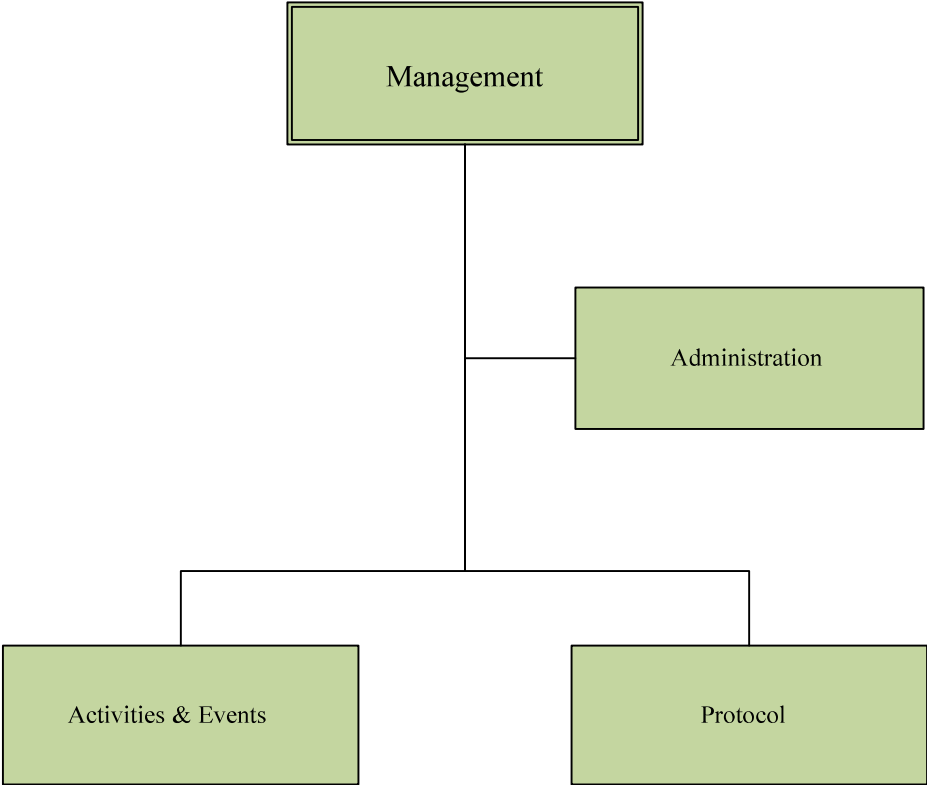 Management
Administration
Activities & Events
Protocol